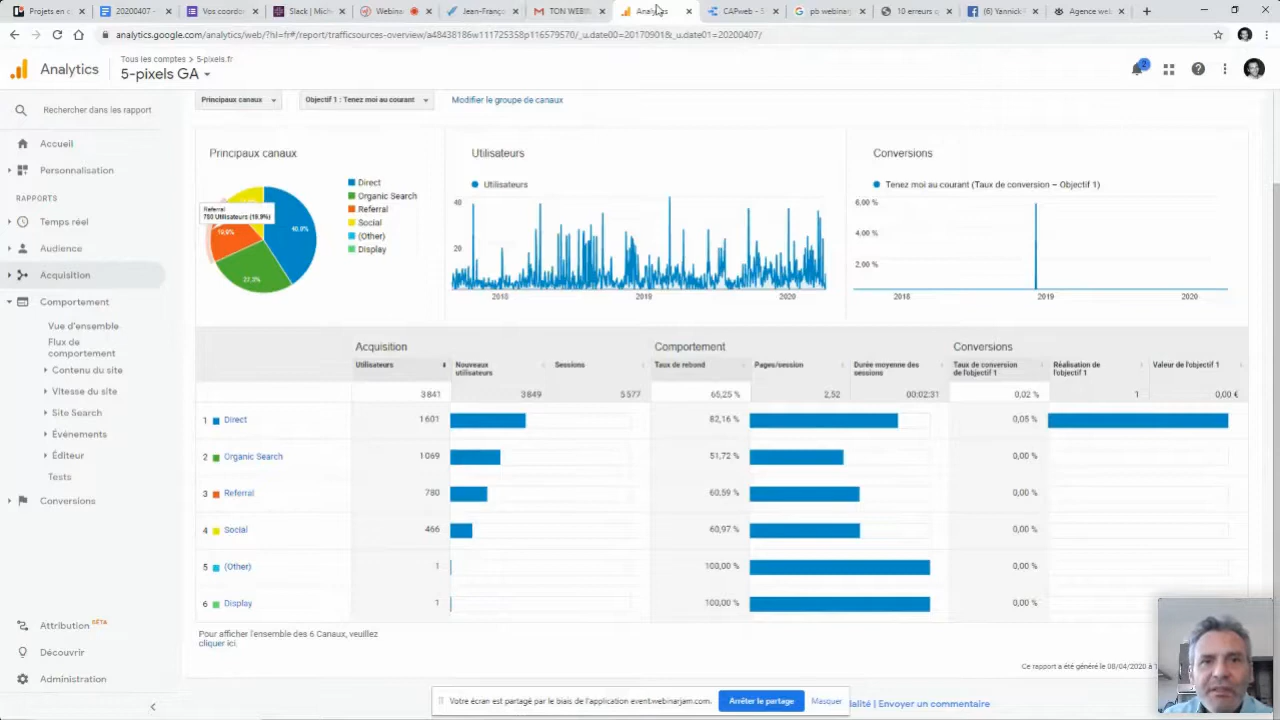 Projets en c
20200407 -
Vos coordo
Slack | Mich
Webina
Jean-Franço
TON WEBI
Analytics
CAPweb - S
pb webinar
10 erreurs q
(6) Yannick
Agence wel
analytics.google.com/analytics/web/?hl=fr#/report/trafficsources-overview/a48438186w111725358p116579570/_u.date00=20170901&_u.date01=20200407/
Analytics
Tous les comptes > 5-pixels.fr
5-pixels GA
2
Rechercher dans les rapport
Accueil
Personnalisation
RAPPORTS
Temps réel
Audience
Acquisition
Comportement
Vue d'ensemble
Flux de
comportement
Contenu du site
Vitesse du site
Site Search
Événements
Éditeur
Tests
Conversions
Attribution BÊTA
Découvrir
Administration
Principaux canaux
Objectif 1 : Tenez moi au courant
Modifier le groupe de canaux
Principaux canaux
Referral
780 Utilisateurs (19,9%)
40,9%
19,9%
27,3%
Direct
Organic Search
Referral
Social
(Other)
Display
Utilisateurs
Utilisateurs
40
20
2018
2019
2020
Conversions
Tenez moi au courant (Taux de conversion – Objectif 1)
6,00 %
4,00 %
2,00 %
2018
2019
2020
Acquisition
Comportement
Conversions
Utilisateurs
Nouveaux
utilisateurs
Sessions
Taux de rebond
Pages/session
Durée moyenne des
sessions
Taux de conversion
de l'objectif 1
Réalisation de
l'objectif 1
Valeur de l'objectif 1
3 841
3 849
5 577
65,25 %
2,52
00:02:31
0,02 %
1
0,00 €
1 Direct 1 601 82,16 % 0,05 %
2 Organic Search 1 069 51,72 % 0,00 %
3 Referral 780 60,59 % 0,00 %
4 Social 466 60,97 % 0,00 %
5 (Other) 1 100,00 % 0,00 %
6 Display 1 100,00 % 0,00 %
Pour afficher l'ensemble des 6 Canaux, veuillez
cliquer ici.
Ce rapport a été généré le 08/04/2020 à 1
Votre écran est partagé par le biais de l'application event.webinarjam.com.
Arrêter le partage
Masquer
alité | Envoyer un commentaire